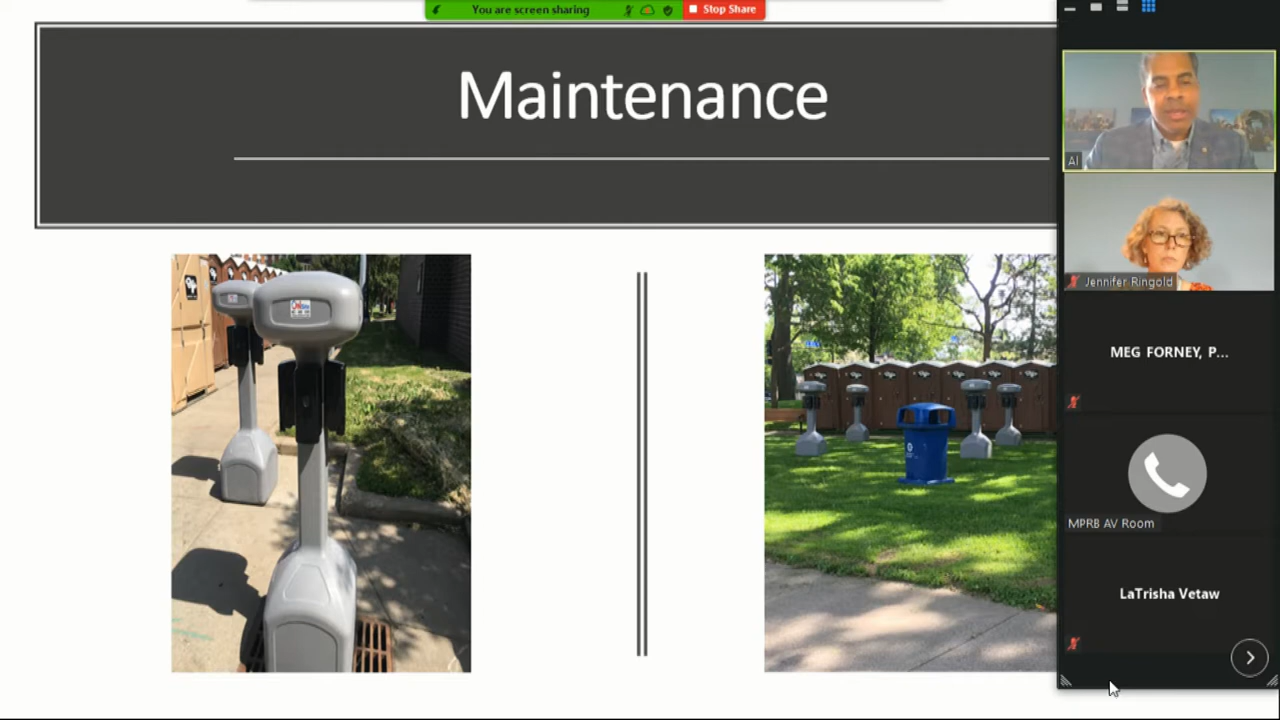 You are screen sharing
Stop Share
Maintenance
Al
Jennifer Ringold
MEG FORNEY, P...
MPRB AV Room
LaTrisha Vetaw